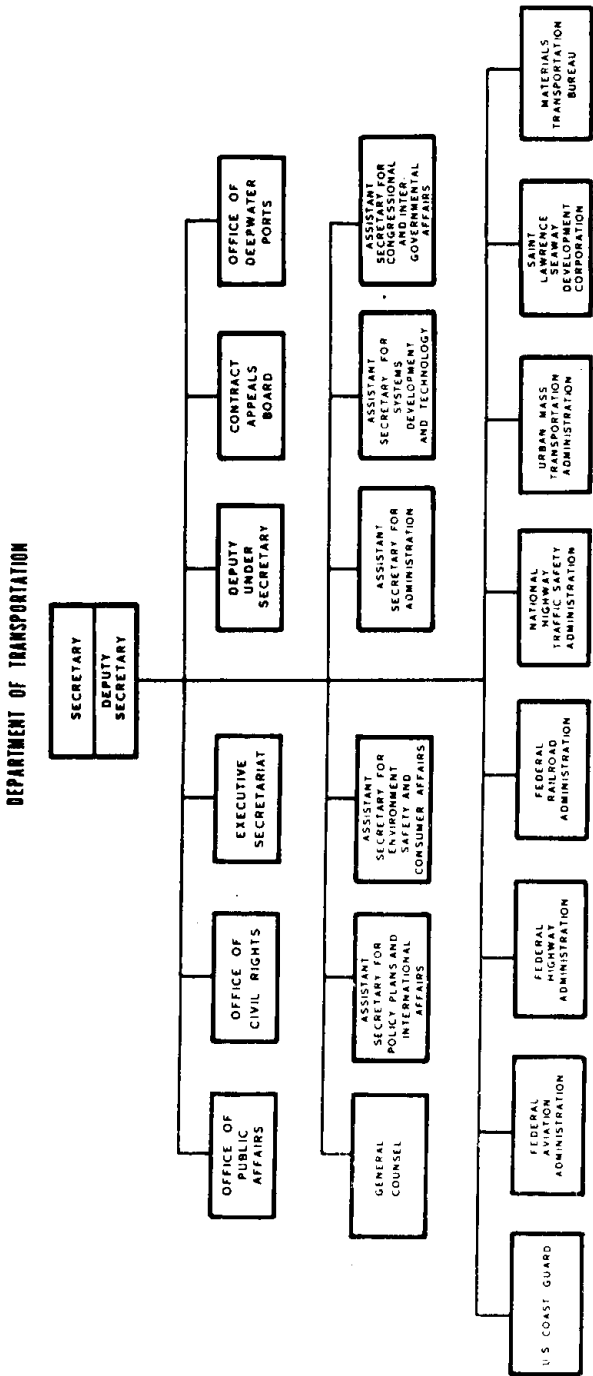 DEPARTMENT OF TRANSPORTATION
SECRETARY
DEPUTY
SECRETARY
OFFICE OF
PUBLIC
AFFAIRS
OFFICE OF
CIVIL RIGHTS
EXECUTIVE
SECRETARIAT
DEPUTY
UNDER
SECRETARY
CONTRACT
APPEALS
BOARD
OFFICE OF
DEEPWATER
PORTS
GENERAL
COUNSEL
ASSISTANT
SECRETARY FOR
POLICY PLANS AND
INTERNATIONAL
AFFAIRS
ASSISTANT
SECRETARY FOR
ENVIRONMENT
SAFETY AND
CONSUMER AFFAIRS
ASSISTANT
SECRETARY FOR
ADMINISTRATION
ASSISTANT
SECRETARY FOR
SYSTEMS
DEVELOPMENT
AND TECHNOLOGY
ASSISTANT
SECRETARY FOR
CONGRESSIONAL
AND INTER-
GOVERNMENTAL
AFFAIRS
U S COAST GUARD
FEDERAL
AVIATION
ADMINISTRATION
FEDERAL
HIGHWAY
ADMINISTRATION
FEDERAL
RAILROAD
ADMINISTRATION
NATIONAL
HIGHWAY
TRAFFIC SAFETY
ADMINISTRATION
URBAN MASS
TRANSPORTATION
ADMINISTRATION
SAINT
LAWRENCE
SEAWAY
DEVELOPMENT
CORPORATION
MATERIALS
TRANSPORTATION
BUREAU